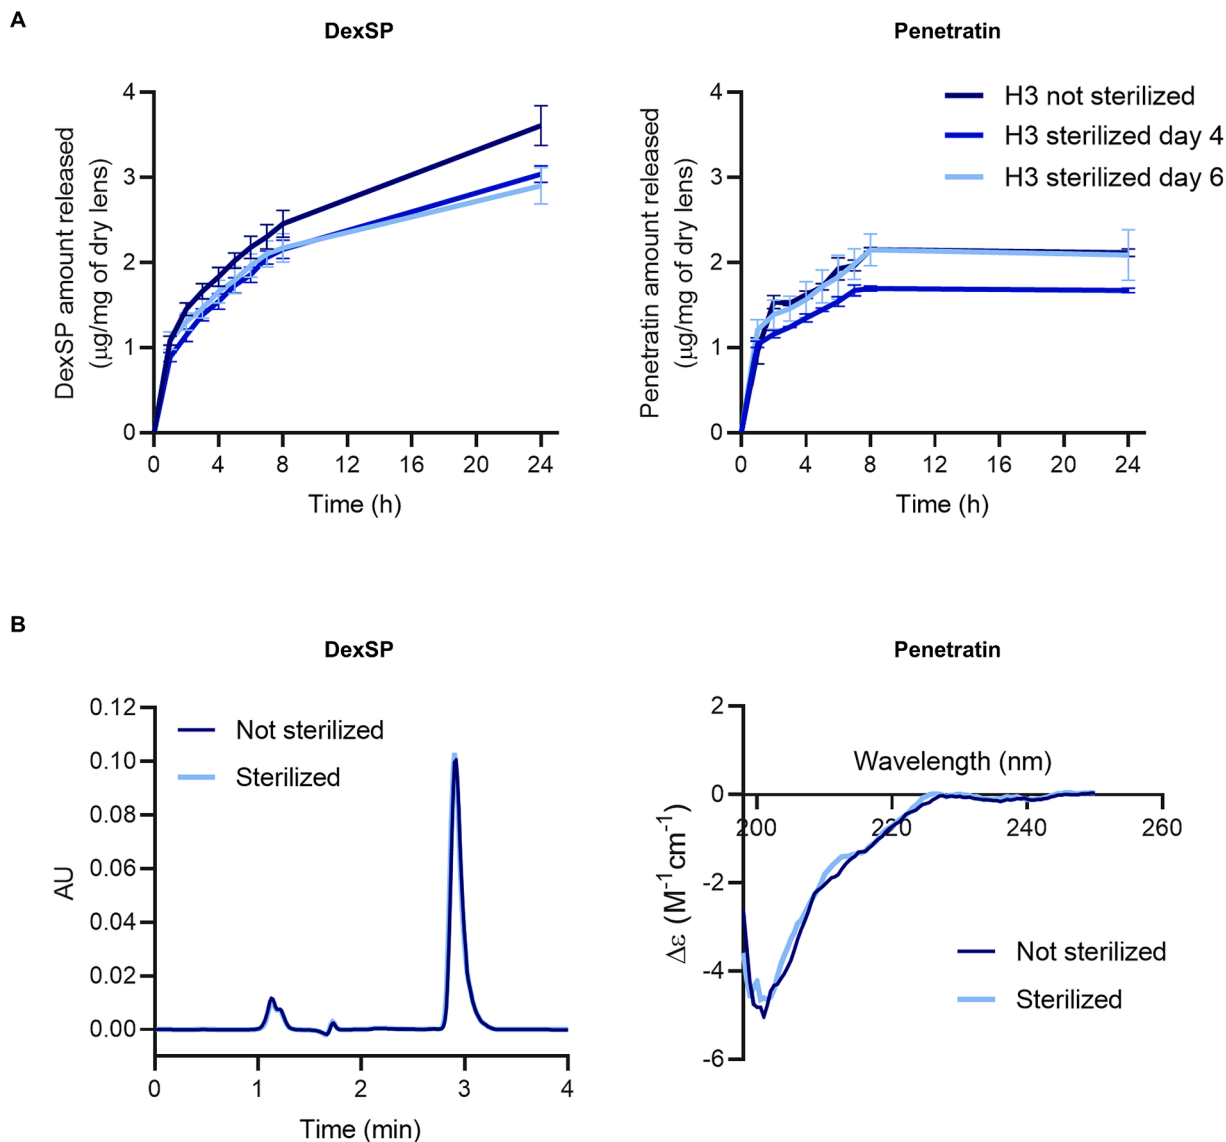 A
DexSP
Penetratin
DexSP amount released
(µg/mg of dry lens)
4
3
2
1
0
0 4 8 12 16 20 24
Time (h)
Penetratin amount released
(µg/mg of dry lens)
4
3
2
1
0
0 4 8 12 16 20 24
Time (h)
H3 not sterilized
H3 sterilized day 4
H3 sterilized day 6
B
DexSP
Penetratin
AU
0.12
0.10
0.08
0.06
0.04
0.02
0.00
0 1 2 3 4
Time (min)
Not sterilized
Sterilized
Δε (M⁻¹cm⁻¹)
2
0
-2
-4
-6
Wavelength (nm)
200 220 240 260
Not sterilized
Sterilized